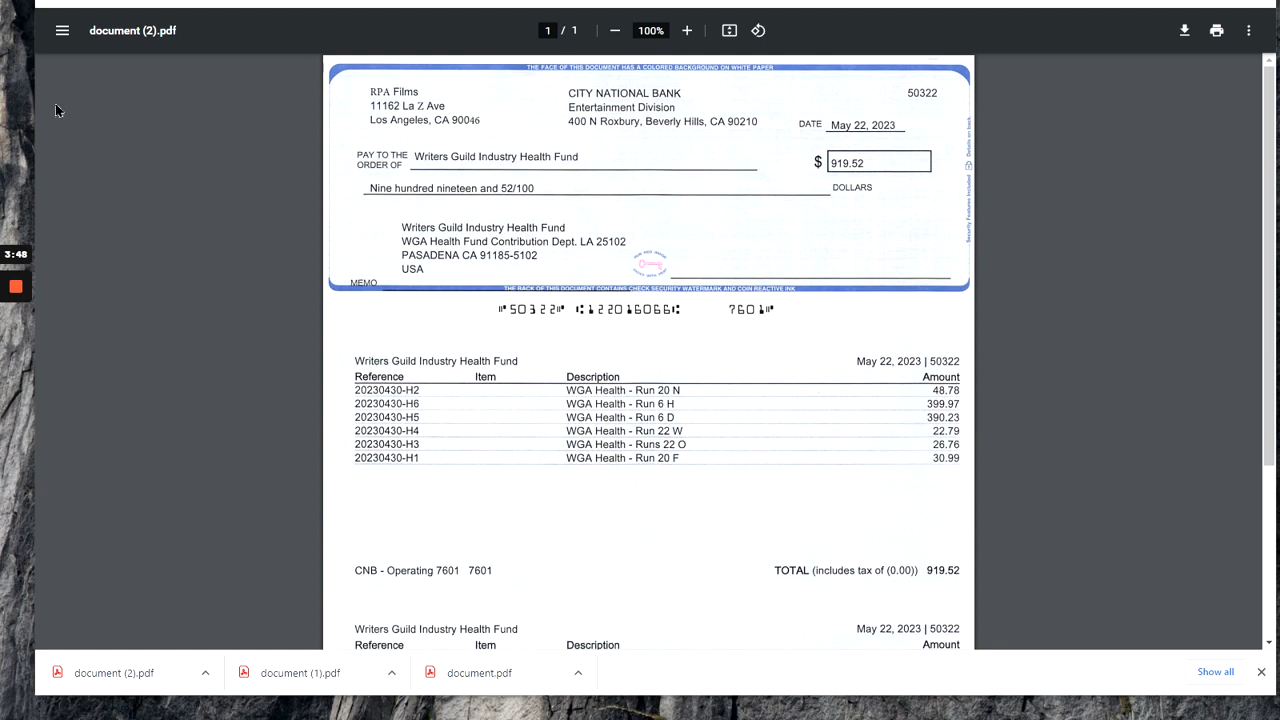 document (2).pdf
1 / 1
100%
THE FACE OF THIS DOCUMENT HAS A COLORED BACKGROUND ON WHITE PAPER
RPA Films
11162 La Z Ave
Los Angeles, CA 90046
CITY NATIONAL BANK
Entertainment Division
400 N Roxbury, Beverly Hills, CA 90210
50322
DATE May 22, 2023
PAY TO THE ORDER OF Writers Guild Industry Health Fund
$ 919.52
Nine hundred nineteen and 52/100 DOLLARS
Security Features Included Details on back.
Writers Guild Industry Health Fund
WGA Health Fund Contribution Dept. LA 25102
PASADENA CA 91185-5102
USA
MEMO
THE BACK OF THIS DOCUMENT CONTAINS CHECK SECURITY WATERMARK AND COIN REACTIVE INK
⑈50322⑈ ⑆122016066⑆ 7601⑈
Writers Guild Industry Health Fund May 22, 2023 | 50322
Reference Item Description Amount
20230430-H2 WGA Health - Run 20 N 48.78
20230430-H6 WGA Health - Run 6 H 399.97
20230430-H5 WGA Health - Run 6 D 390.23
20230430-H4 WGA Health - Run 22 W 22.79
20230430-H3 WGA Health - Runs 22 O 26.76
20230430-H1 WGA Health - Run 20 F 30.99
CNB - Operating 7601 7601 TOTAL (includes tax of (0.00)) 919.52
Writers Guild Industry Health Fund May 22, 2023 | 50322
Reference Item Description Amount
3:48
document (2).pdf
document (1).pdf
document.pdf
Show all